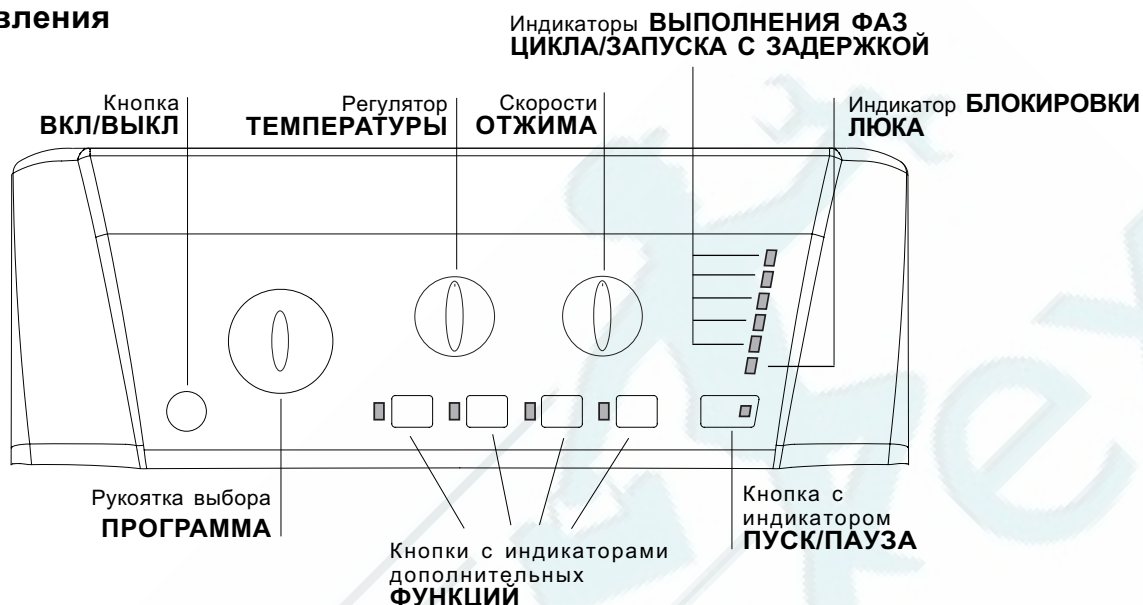 вления
Индикаторы ВЫПОЛНЕНИЯ ФАЗ
ЦИКЛА/ЗАПУСКА С ЗАДЕРЖКОЙ
Кнопка
ВКЛ/ВЫКЛ
Регулятор
ТЕМПЕРАТУРЫ
Скорости
ОТЖИМА
Индикатор БЛОКИРОВКИ
ЛЮКА
Рукоятка выбора
ПРОГРАММА
Кнопки с индикаторами
дополнительных
ФУНКЦИЙ
Кнопка с
индикатором
ПУСК/ПАУЗА